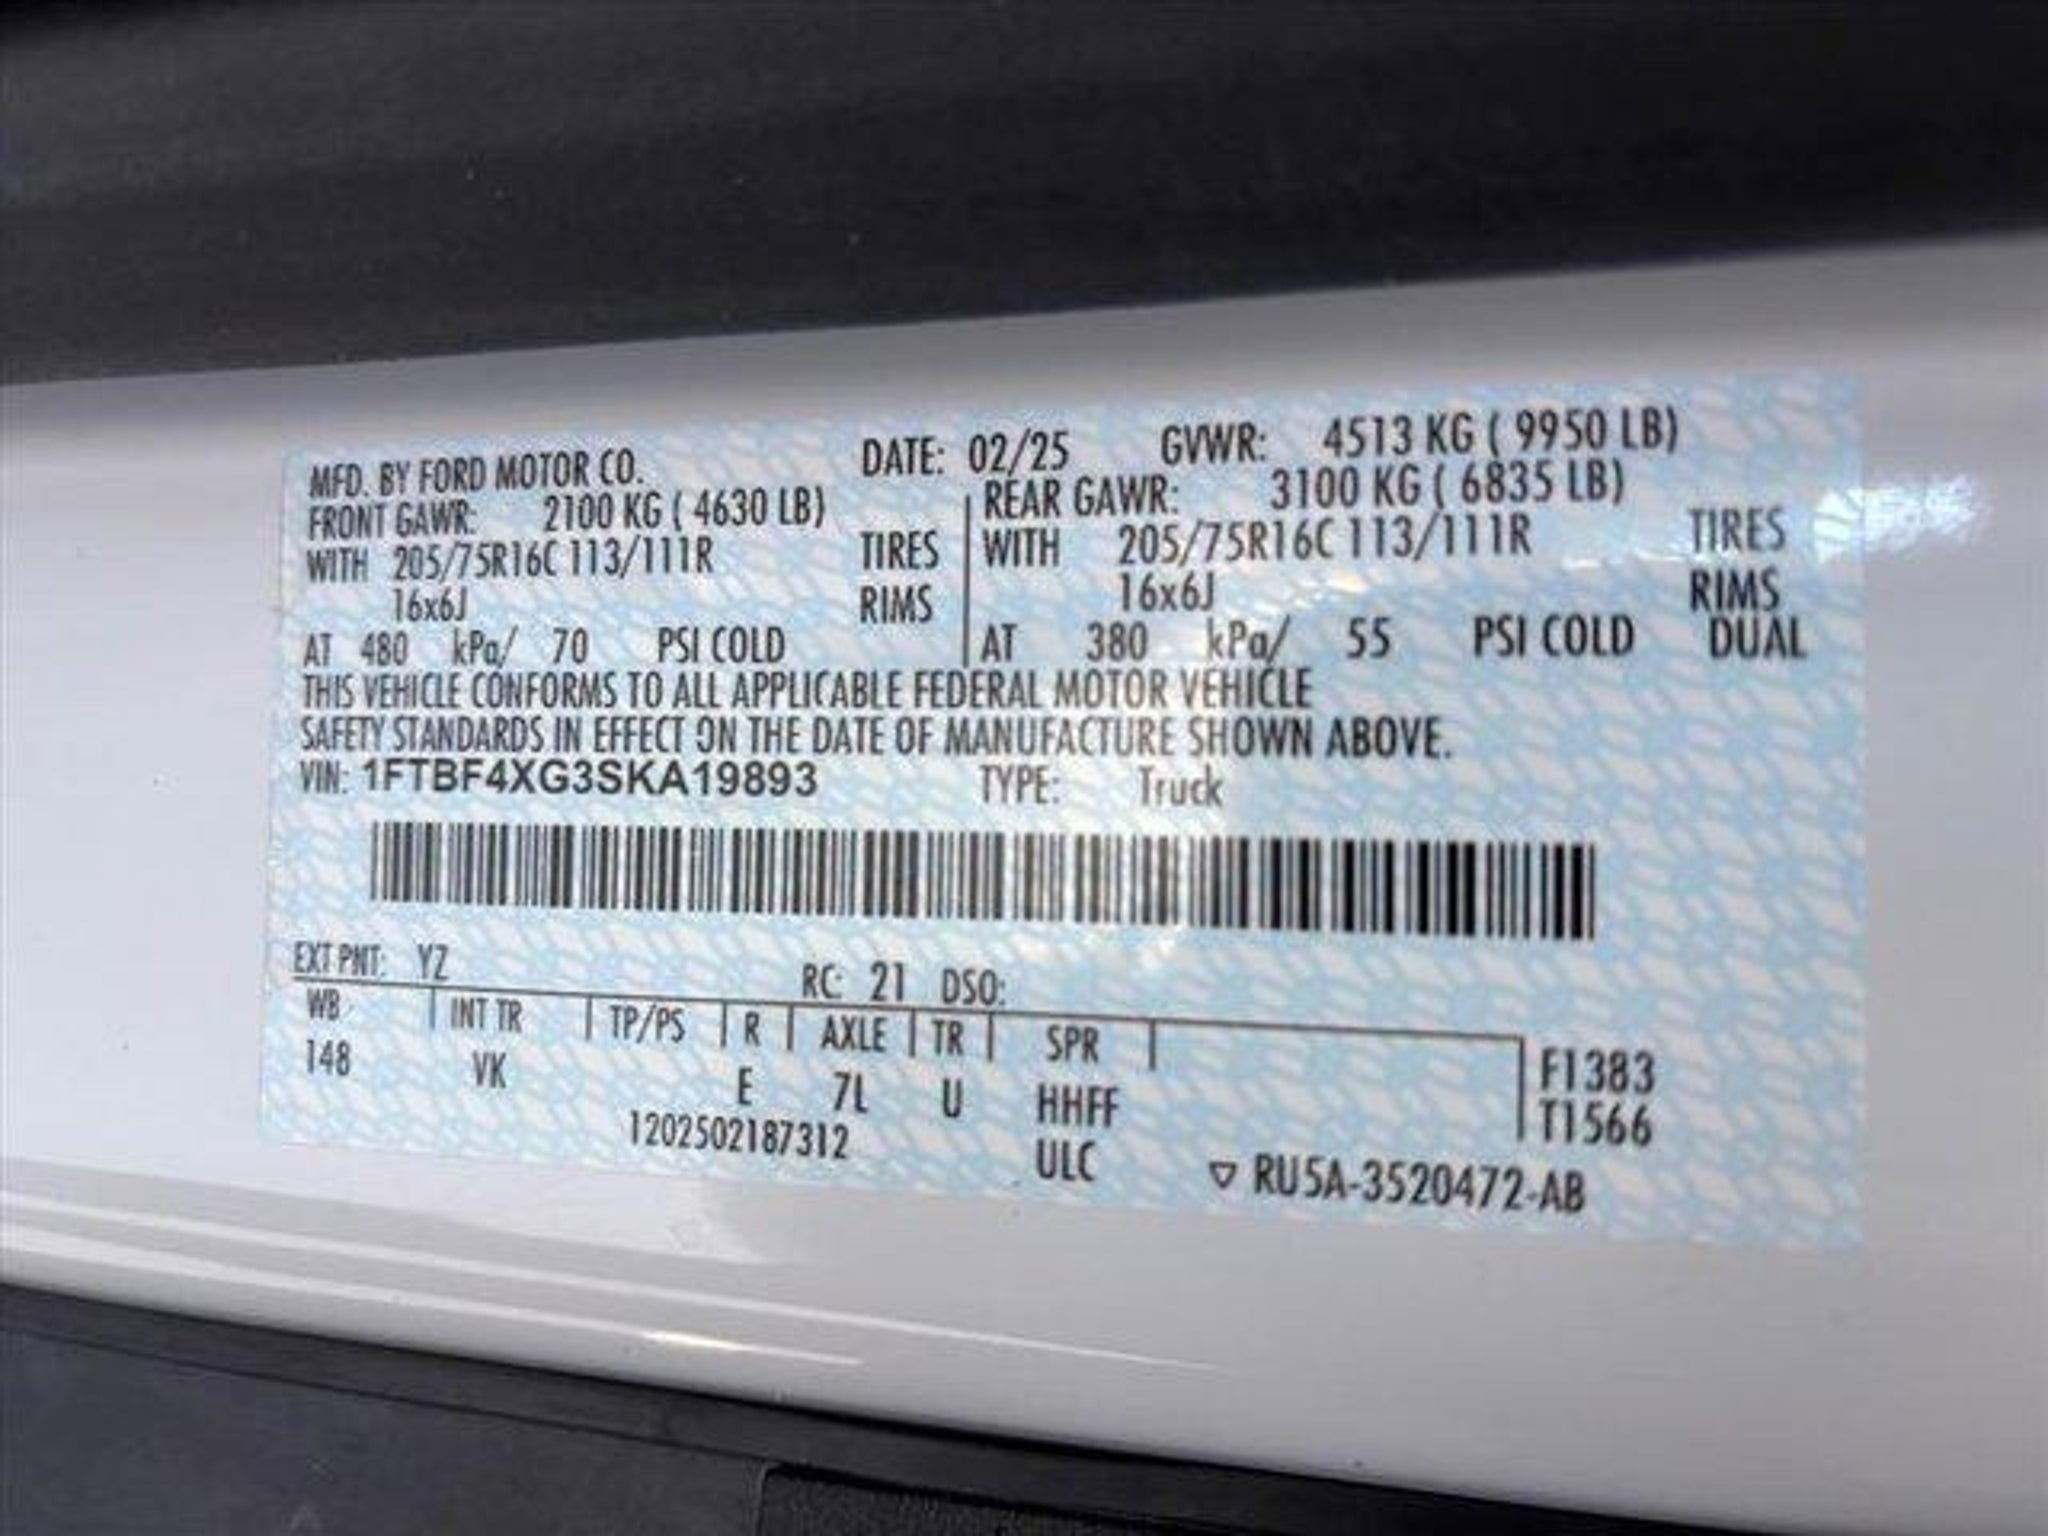 MFD. BY FORD MOTOR CO. DATE: 02/25 GVWR: 4513 KG ( 9950 LB)
FRONT GAWR: 2100 KG ( 4630 LB) REAR GAWR: 3100 KG ( 6835 LB)
WITH 205/75R16C 113/111R TIRES WITH 205/75R16C 113/111R TIRES
16x6J RIMS 16x6J RIMS
AT 480 kPa/ 70 PSI COLD AT 380 kPa/ 55 PSI COLD DUAL
THIS VEHICLE CONFORMS TO ALL APPLICABLE FEDERAL MOTOR VEHICLE
SAFETY STANDARDS IN EFFECT ON THE DATE OF MANUFACTURE SHOWN ABOVE.
VIN: 1FTBF4XG3SKA19893 TYPE: Truck
EXT PNT: YZ RC: 21 DSO:
WB INT TR TP/PS R AXLE TR SPR
148 VK E 7L U HHFF F1383
1202502187312 ULC T1566
▽ RU5A-3520472-AB